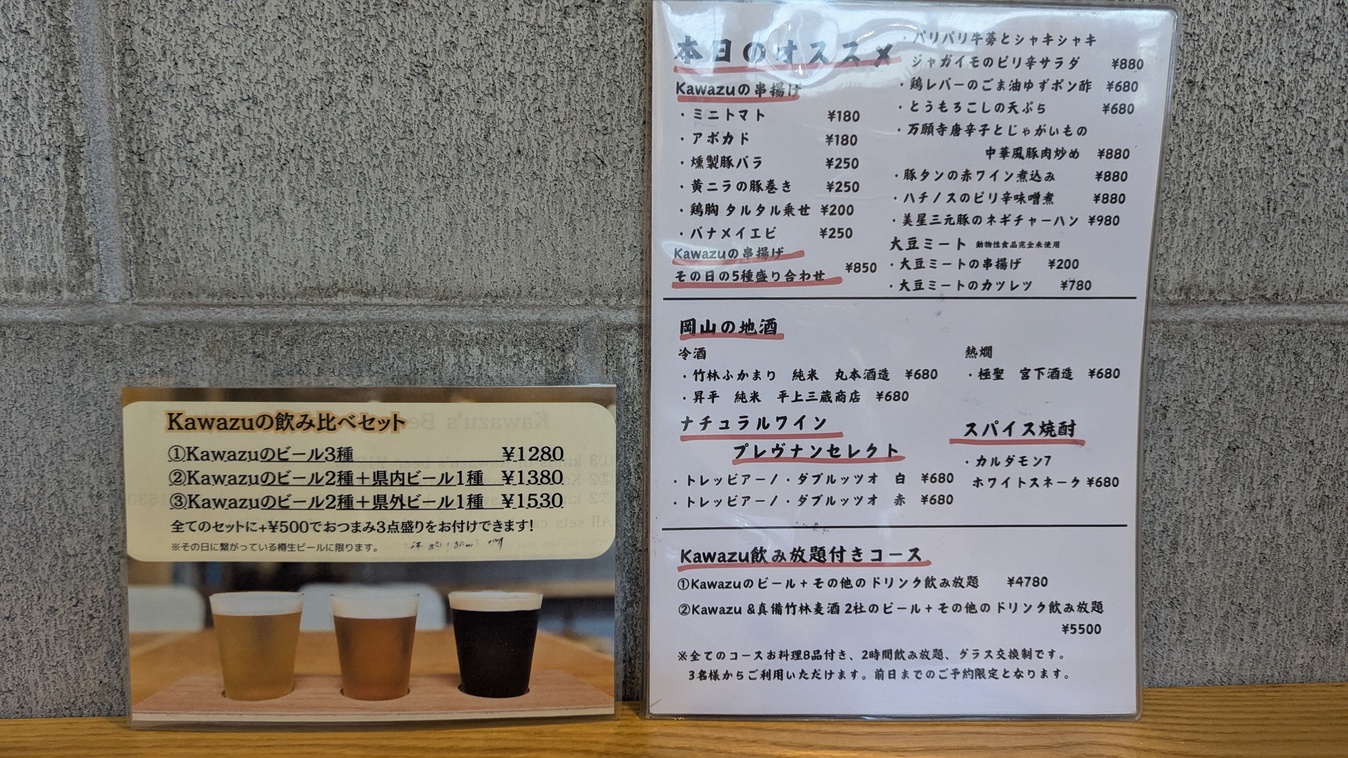 Kawazuの飲み比べセット
①Kawazuのビール3種 ¥1280
②Kawazuのビール2種＋県内ビール1種 ¥1380
③Kawazuのビール2種＋県外ビール1種 ¥1530
全てのセットに+¥500でおつまみ3点盛りをお付けできます!
※その日に繋がっている樽生ビールに限ります。
本日のオススメ
Kawazuの串揚げ
・ミニトマト ¥180
・アボカド ¥180
・燻製豚バラ ¥250
・黄ニラの豚巻き ¥250
・鶏胸 タルタル乗せ ¥200
・バナメイエビ ¥250
Kawazuの串揚げ
その日の5種盛り合わせ ¥850
・パリパリ牛蒡とシャキシャキ
ジャガイモのピリ辛サラダ ¥880
・鶏レバーのごま油ゆずポン酢 ¥680
・とうもろこしの天ぷら ¥680
・万願寺唐辛子とじゃがいもの
中華風豚肉炒め ¥880
・豚タンの赤ワイン煮込み ¥880
・ハチノスのピリ辛味噌煮 ¥880
・美星三元豚のネギチャーハン ¥980
大豆ミート 動物性食品完全未使用
・大豆ミートの串揚げ ¥200
・大豆ミートのカツレツ ¥780
岡山の地酒
冷酒
・竹林ふかまり 純米 丸本酒造 ¥680
・昇平 純米 平上三蔵商店 ¥680
熱燗
・極聖 宮下酒造 ¥680
ナチュラルワイン
プレヴナンセレクト
・トレッビアーノ・ダブルッツオ 白 ¥680
・トレッビアーノ・ダブルッツオ 赤 ¥680
スパイス焼酎
・カルダモン7
ホワイトスネーク ¥680
Kawazu飲み放題付きコース
①Kawazuのビール＋その他のドリンク飲み放題 ¥4780
②Kawazu &真備竹林麦酒 2社のビール＋その他のドリンク飲み放題
¥5500
※全てのコースお料理8品付き、2時間飲み放題、グラス交換制です。
3名様からご利用いただけます。前日までのご予約限定となります。